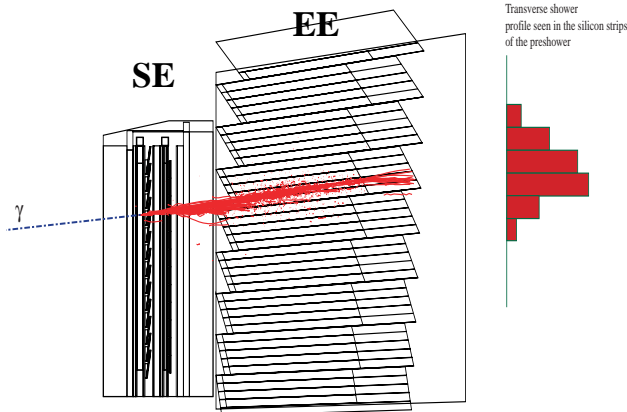 Transverse shower
profile seen in the silicon strips
of the preshower
EE
SE
γ